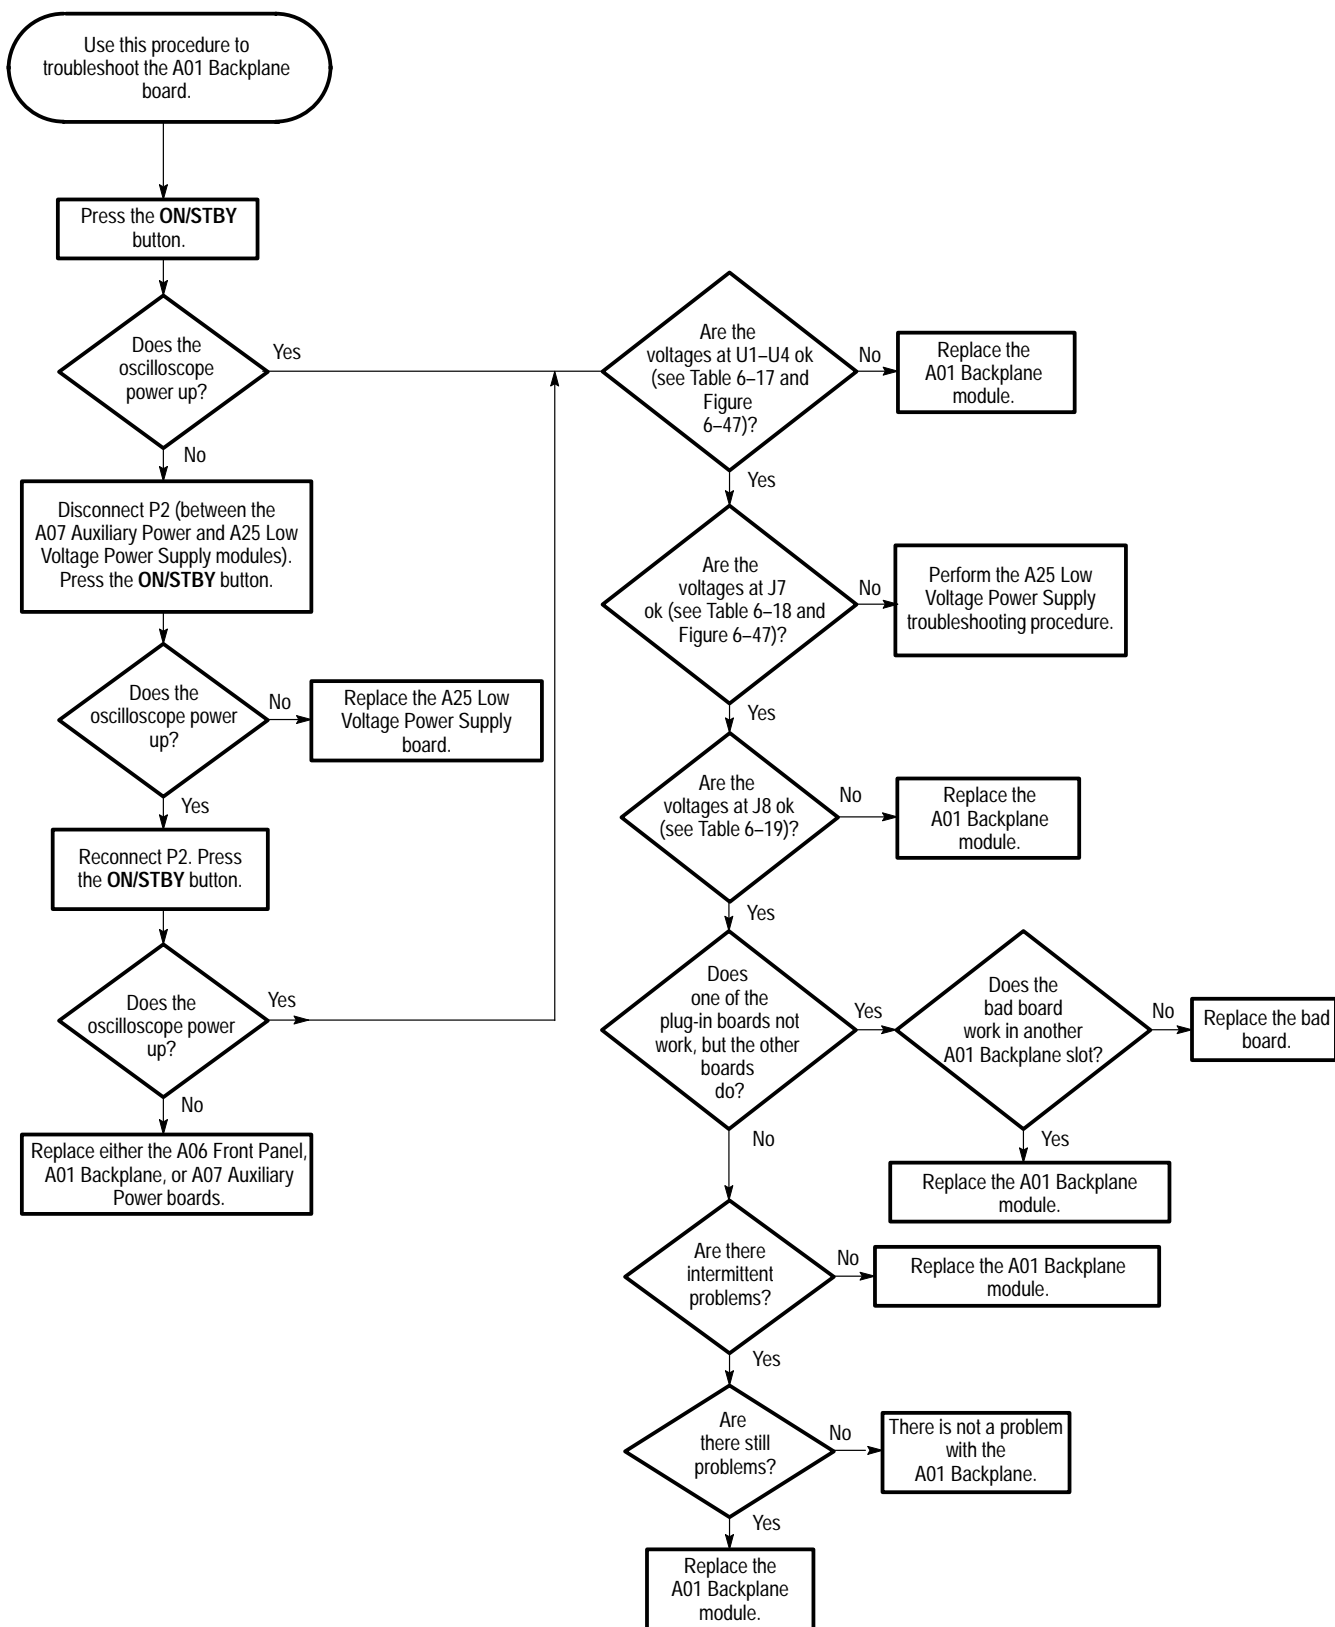 Use this procedure to
troubleshoot the A01 Backplane
board.
Press the ON/STBY
button.
Does the
oscilloscope
power up?
Yes
No
Disconnect P2 (between the
A07 Auxiliary Power and A25 Low
Voltage Power Supply modules).
Press the ON/STBY button.
Does the
oscilloscope power
up?
No
Replace the A25 Low
Voltage Power Supply
board.
Yes
Reconnect P2. Press
the ON/STBY button.
Does the
oscilloscope power
up?
Yes
No
Replace either the A06 Front Panel,
A01 Backplane, or A07 Auxiliary
Power boards.
Are the
voltages at U1–U4 ok
(see Table 6–17 and
Figure
6–47)?
No
Replace the
A01 Backplane
module.
Yes
Are the
voltages at J7
ok (see Table 6–18 and
Figure 6–47)?
No
Perform the A25 Low
Voltage Power Supply
troubleshooting procedure.
Yes
Are the
voltages at J8 ok
(see Table 6–19)?
No
Replace the
A01 Backplane
module.
Yes
Does
one of the
plug-in boards not
work, but the other
boards
do?
Yes
Does the
bad board
work in another
A01 Backplane slot?
No
Replace the bad
board.
Yes
Replace the A01 Backplane
module.
No
Are there
intermittent
problems?
No
Replace the A01 Backplane
module.
Yes
Are
there still
problems?
No
There is not a problem
with the
A01 Backplane.
Yes
Replace the
A01 Backplane
module.